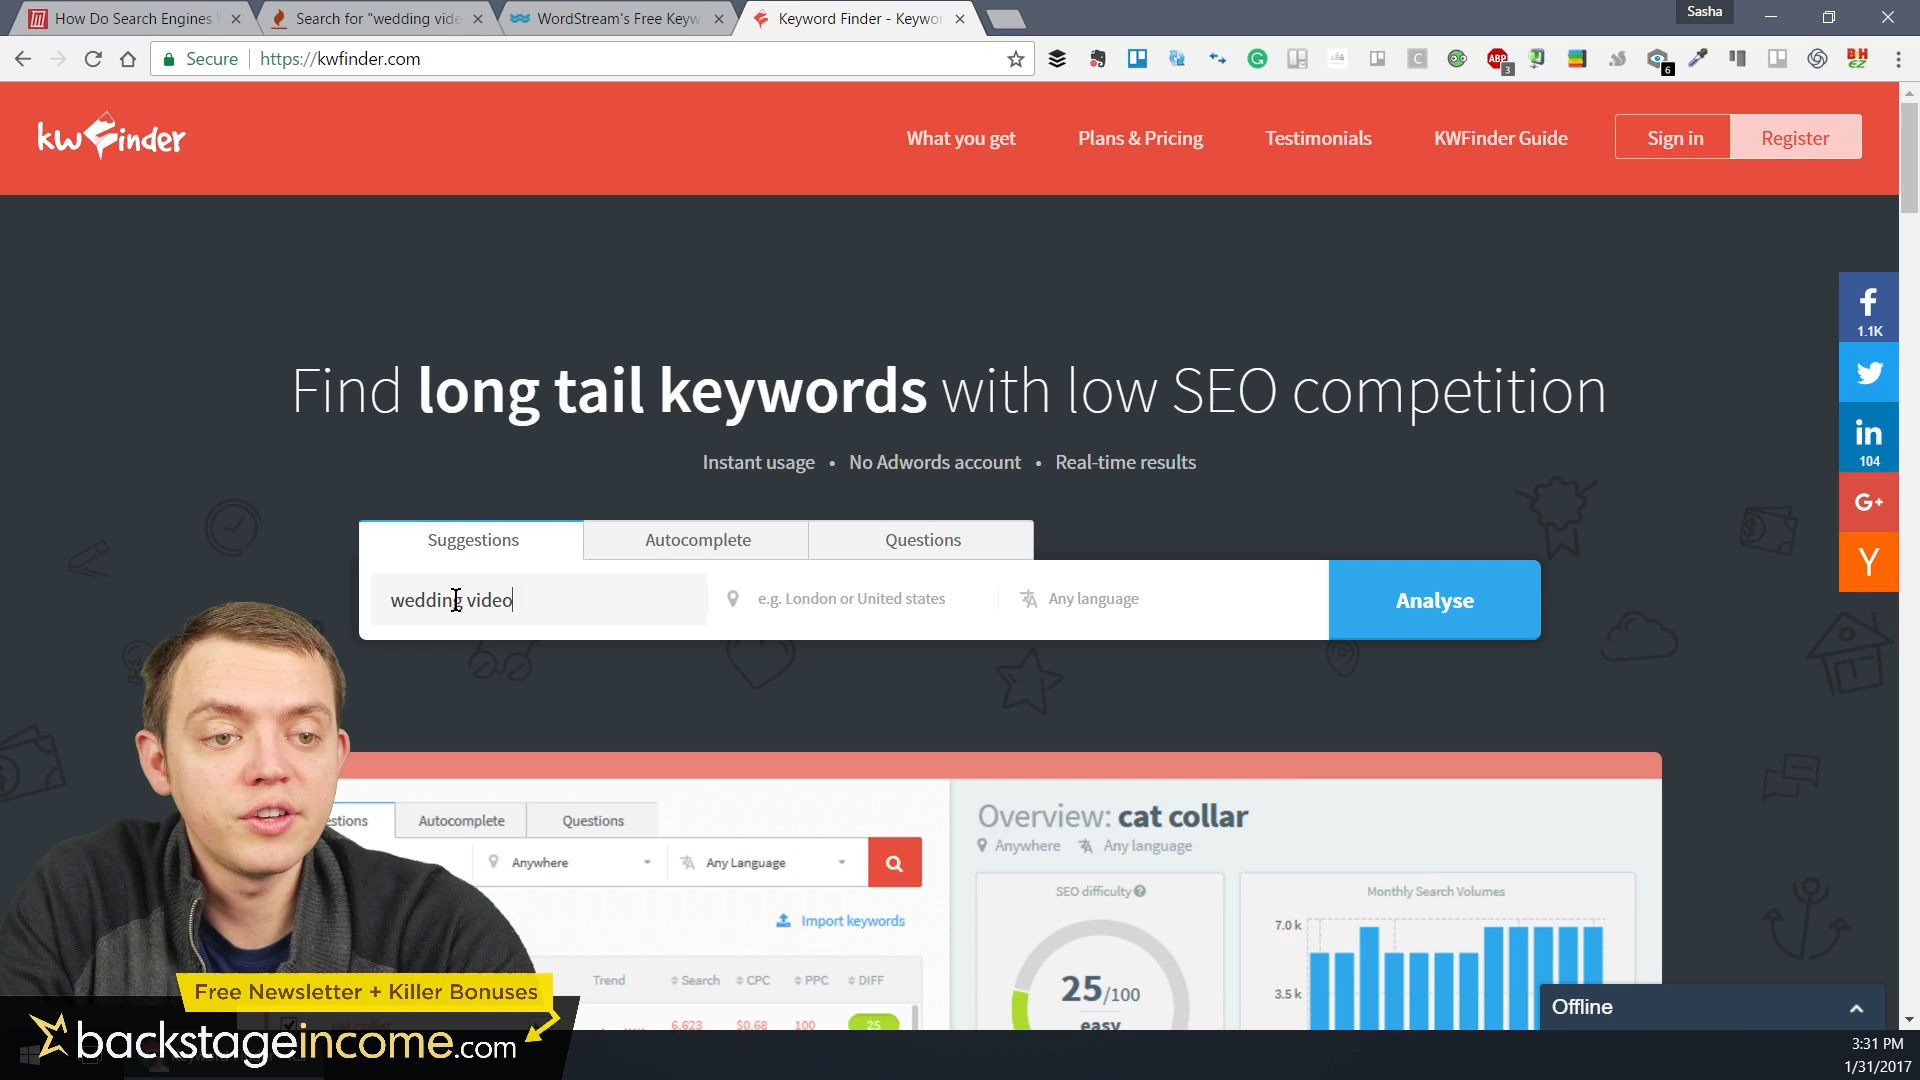 How Do Search Engines
Search for "wedding vide
WordStream's Free Keyw
Keyword Finder - Keywor
Sasha
Secure
https://kwfinder.com
ABP
3
6
kwfinder
What you get
Plans & Pricing
Testimonials
KWFinder Guide
Sign in
Register
Find long tail keywords with low SEO competition
Instant usage • No Adwords account • Real-time results
1.1K
in
104
G+
Y
Suggestions
Autocomplete
Questions
wedding video
e.g. London or United states
Any language
Analyse
estions
Autocomplete
Questions
Anywhere
Any Language
Import keywords
Trend
Search
CPC
PPC
DIFF
6,623
$0.68
100
25
Overview: cat collar
Anywhere
Any language
SEO difficulty
25/100
easy
Monthly Search Volumes
7.0 k
3.5 k
Offline
Free Newsletter + Killer Bonuses
backstageincome.com
3:31 PM
1/31/2017